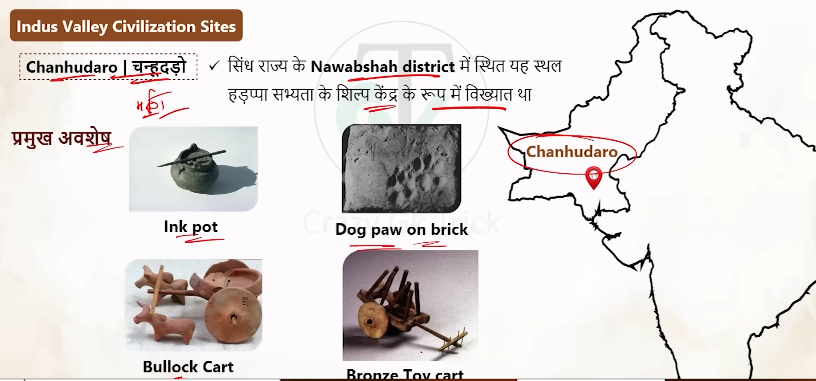 Indus Valley Civilization Sites
Chanhudaro | चन्हूदड़ो
✓ सिंध राज्य के Nawabshah district में स्थित यह स्थल
हड़प्पा सभ्यता के शिल्प केंद्र के रूप में विख्यात था
प्रमुख अवशेष
Chanhudaro
Ink pot
Dog paw on brick
Bullock Cart
Bronze Toy cart